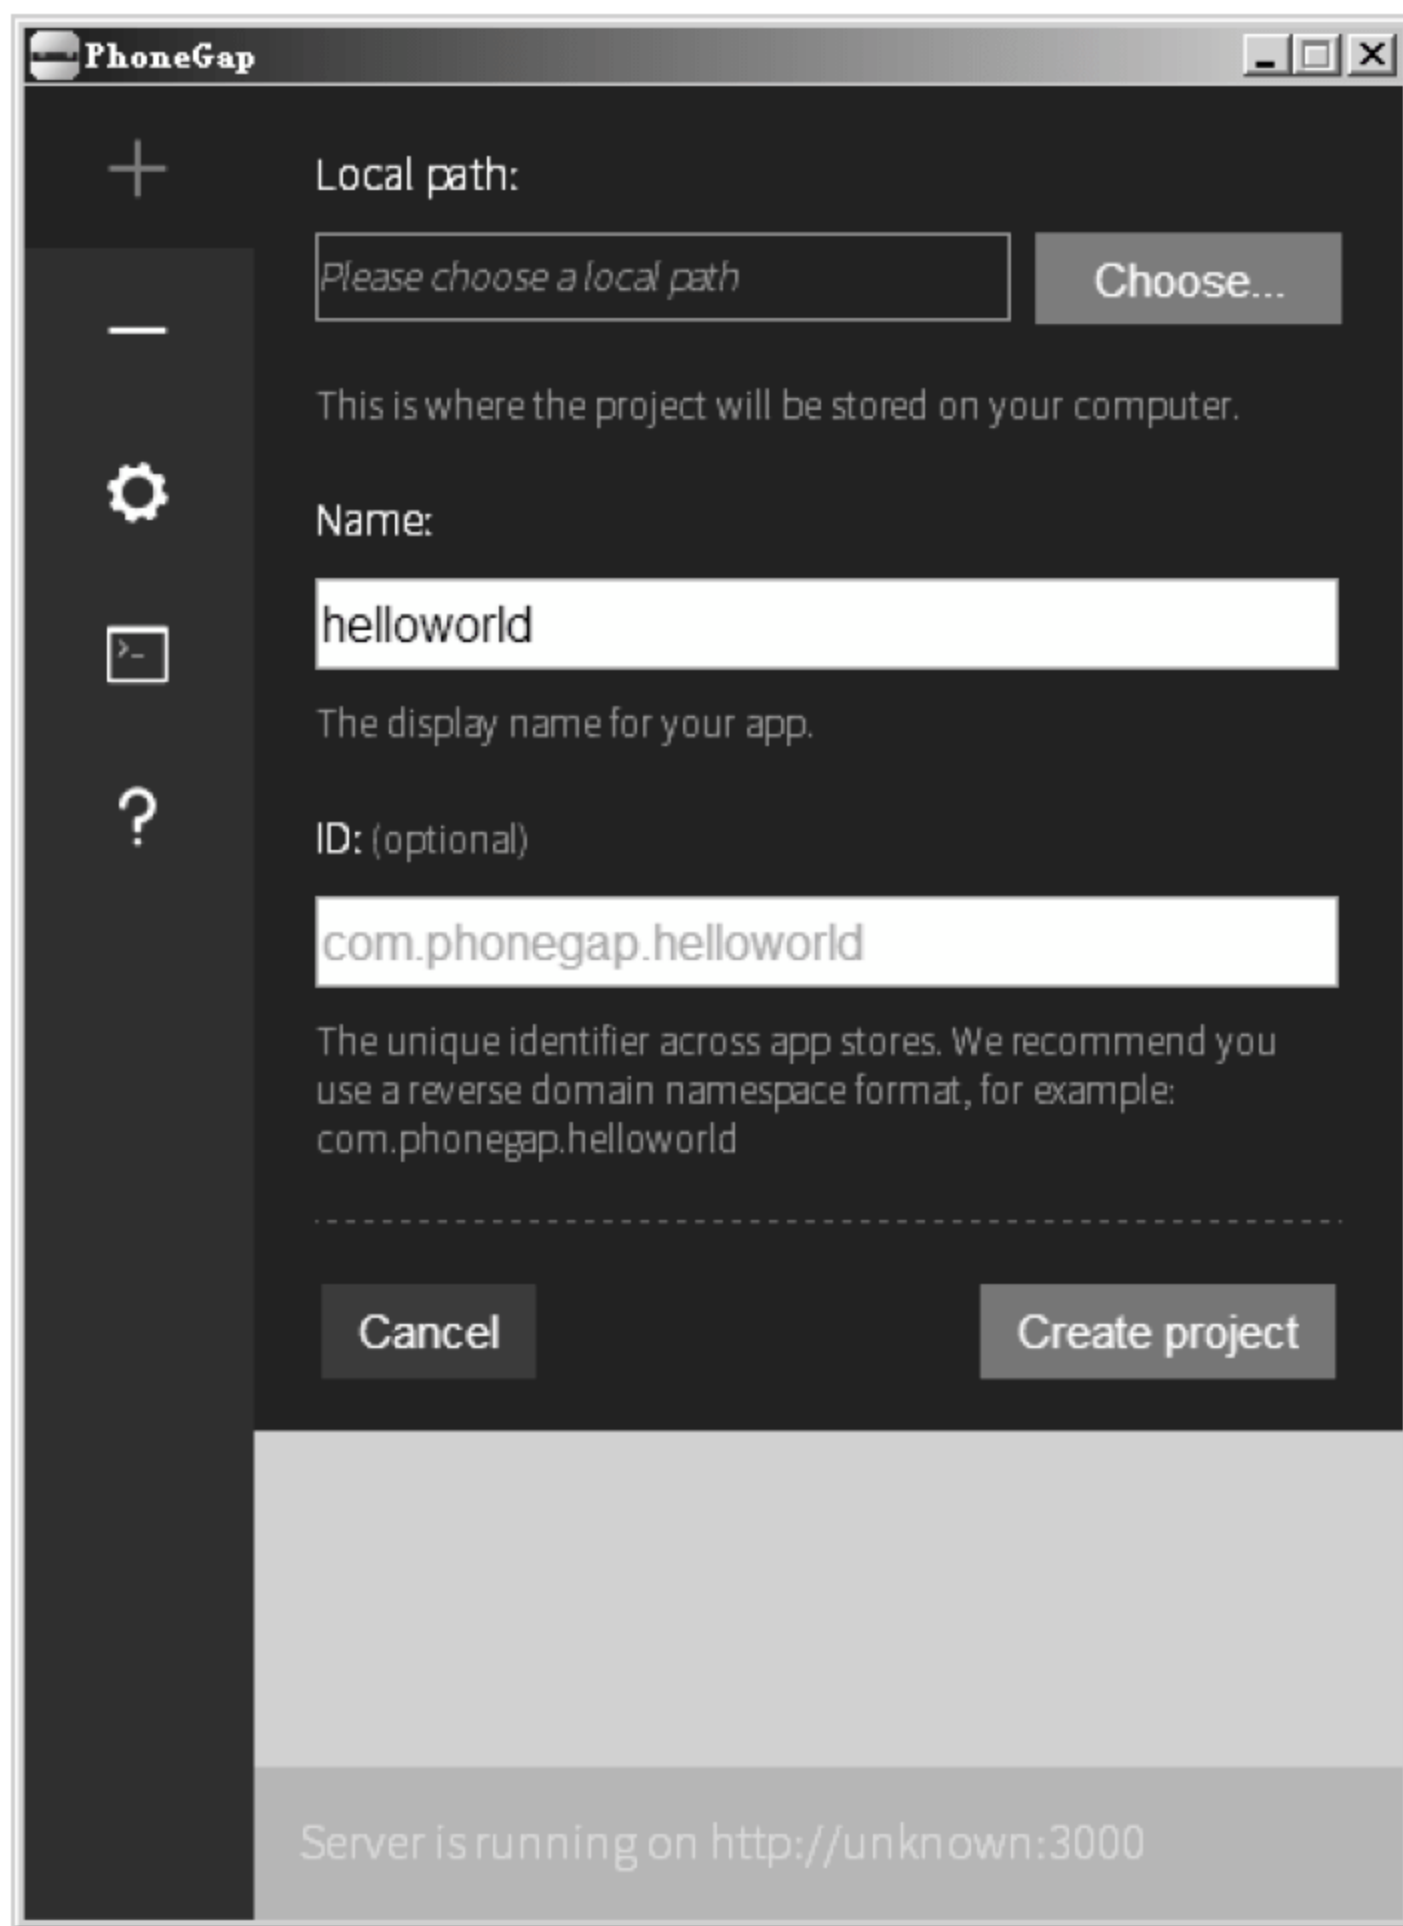 PhoneGap
Local path:
Please choose a local path
Choose...
This is where the project will be stored on your computer.
Name:
helloworld
The display name for your app.
ID: (optional)
com.phonegap.helloworld
The unique identifier across app stores. We recommend you
use a reverse domain namespace format, for example:
com.phonegap.helloworld
Cancel
Create project
Server is running on http://unknown:3000